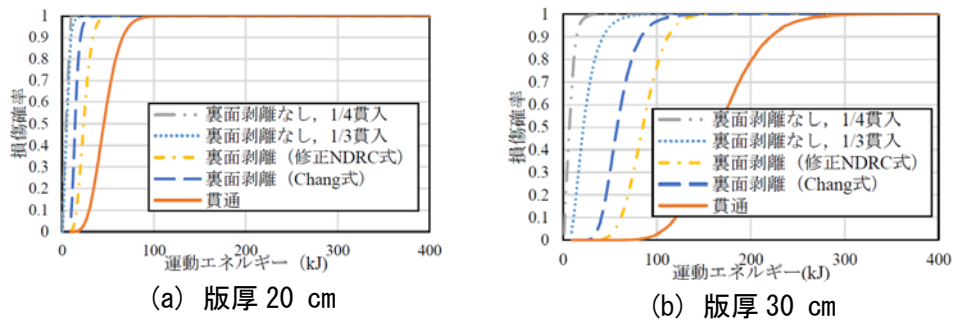 1
0.9
0.8
0.7
0.6
0.5
0.4
0.3
0.2
0.1
0
損傷確率
裏面剥離なし，1/4貫入
裏面剥離なし，1/3貫入
裏面剥離（修正NDRC式）
裏面剥離（Chang式）
貫通
0 100 200 300 400
運動エネルギー（kJ）
(a) 版厚 20 cm
1
0.9
0.8
0.7
0.6
0.5
0.4
0.3
0.2
0.1
0
損傷確率
裏面剥離なし，1/4貫入
裏面剥離なし，1/3貫入
裏面剥離（修正NDRC式）
裏面剥離（Chang式）
貫通
0 100 200 300 400
運動エネルギー(kJ)
(b) 版厚 30 cm